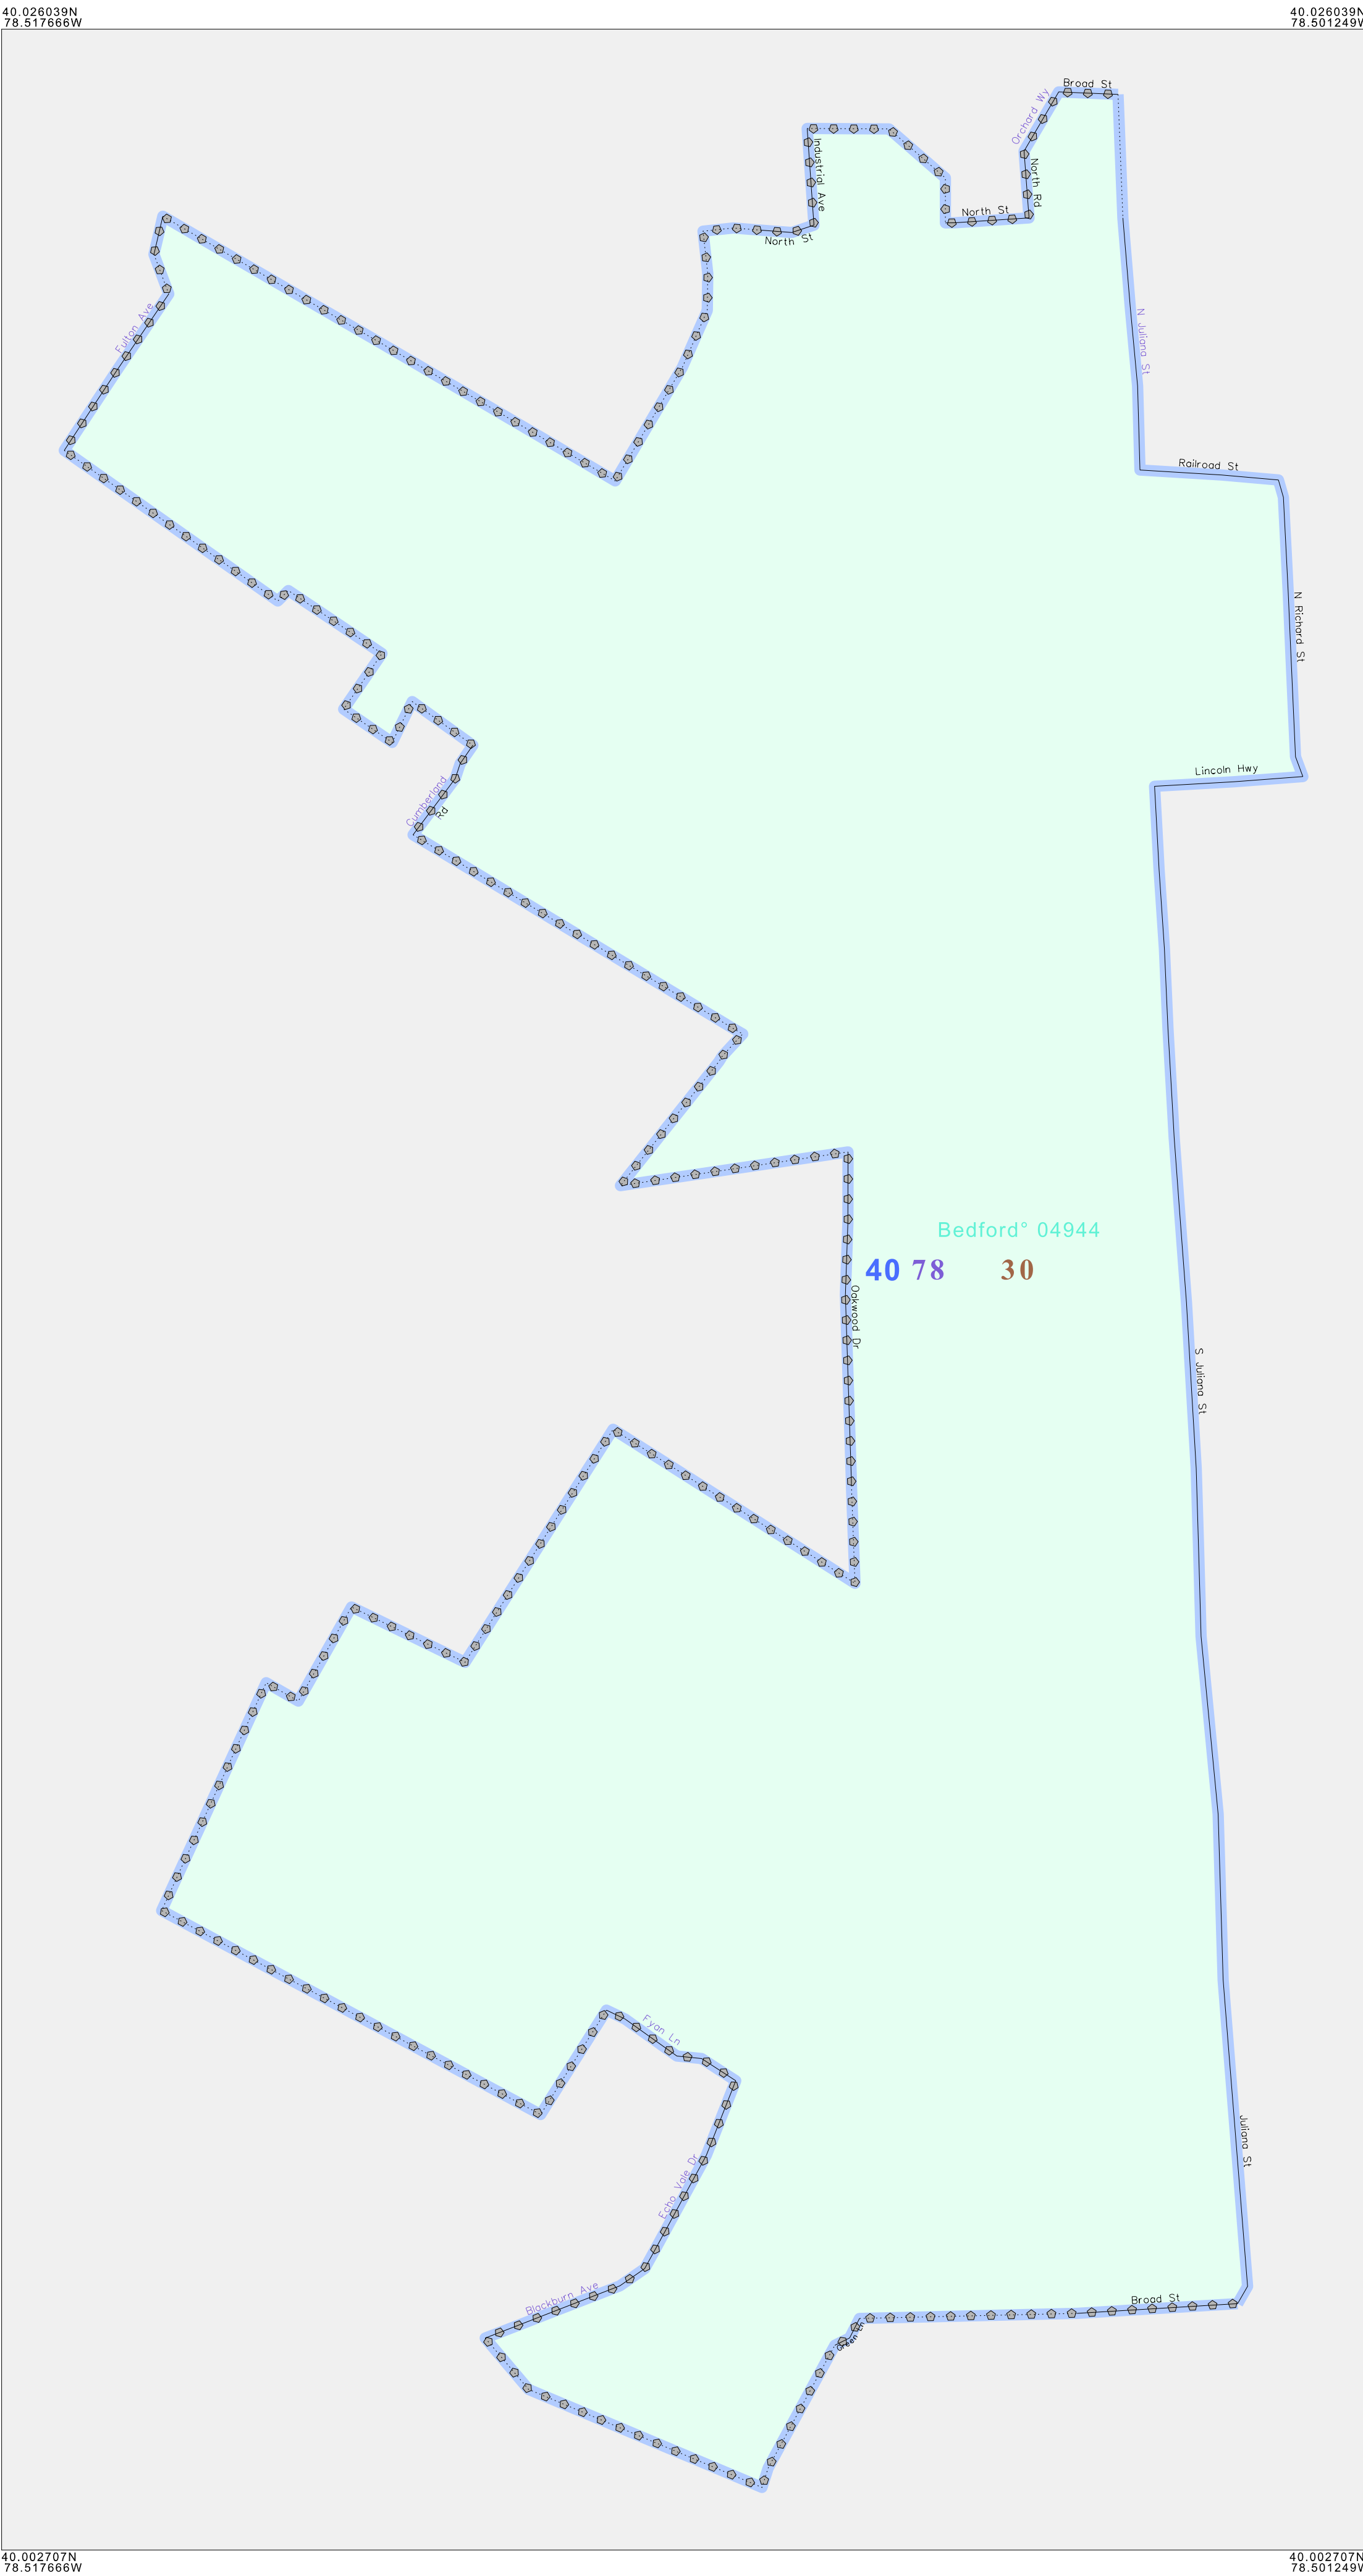 40.026039N
78.517666W
40.026039N
78.501249W
Broad St
Orchard Wy
Industrial Ave
North Rd
North St
North St
Fulton Ave
N Juliana St
Railroad St
N Richard St
Lincoln Hwy
Cumberland
Rd
Bedford° 04944
40 78 30
Oakwood Dr
S Juliana St
Fyan Ln
Juliana St
Echo Vale Dr
Blackburn Ave
Broad St
Green Ln
40.002707N
78.517666W
40.002707N
78.501249W